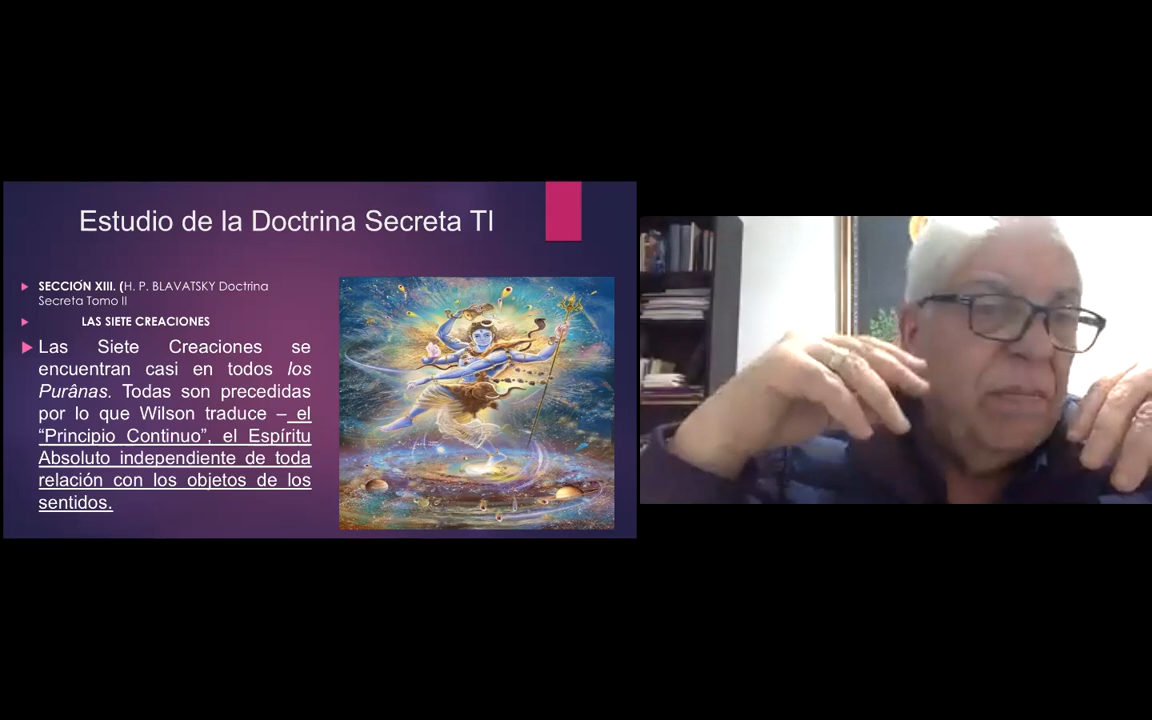 Estudio de la Doctrina Secreta TI
SECCIÓN XIII. (H. P. BLAVATSKY Doctrina
Secreta Tomo II
LAS SIETE CREACIONES
Las Siete Creaciones se
encuentran casi en todos los
Purânas. Todas son precedidas
por lo que Wilson traduce – el
“Principio Continuo”, el Espíritu
Absoluto independiente de toda
relación con los objetos de los
sentidos.